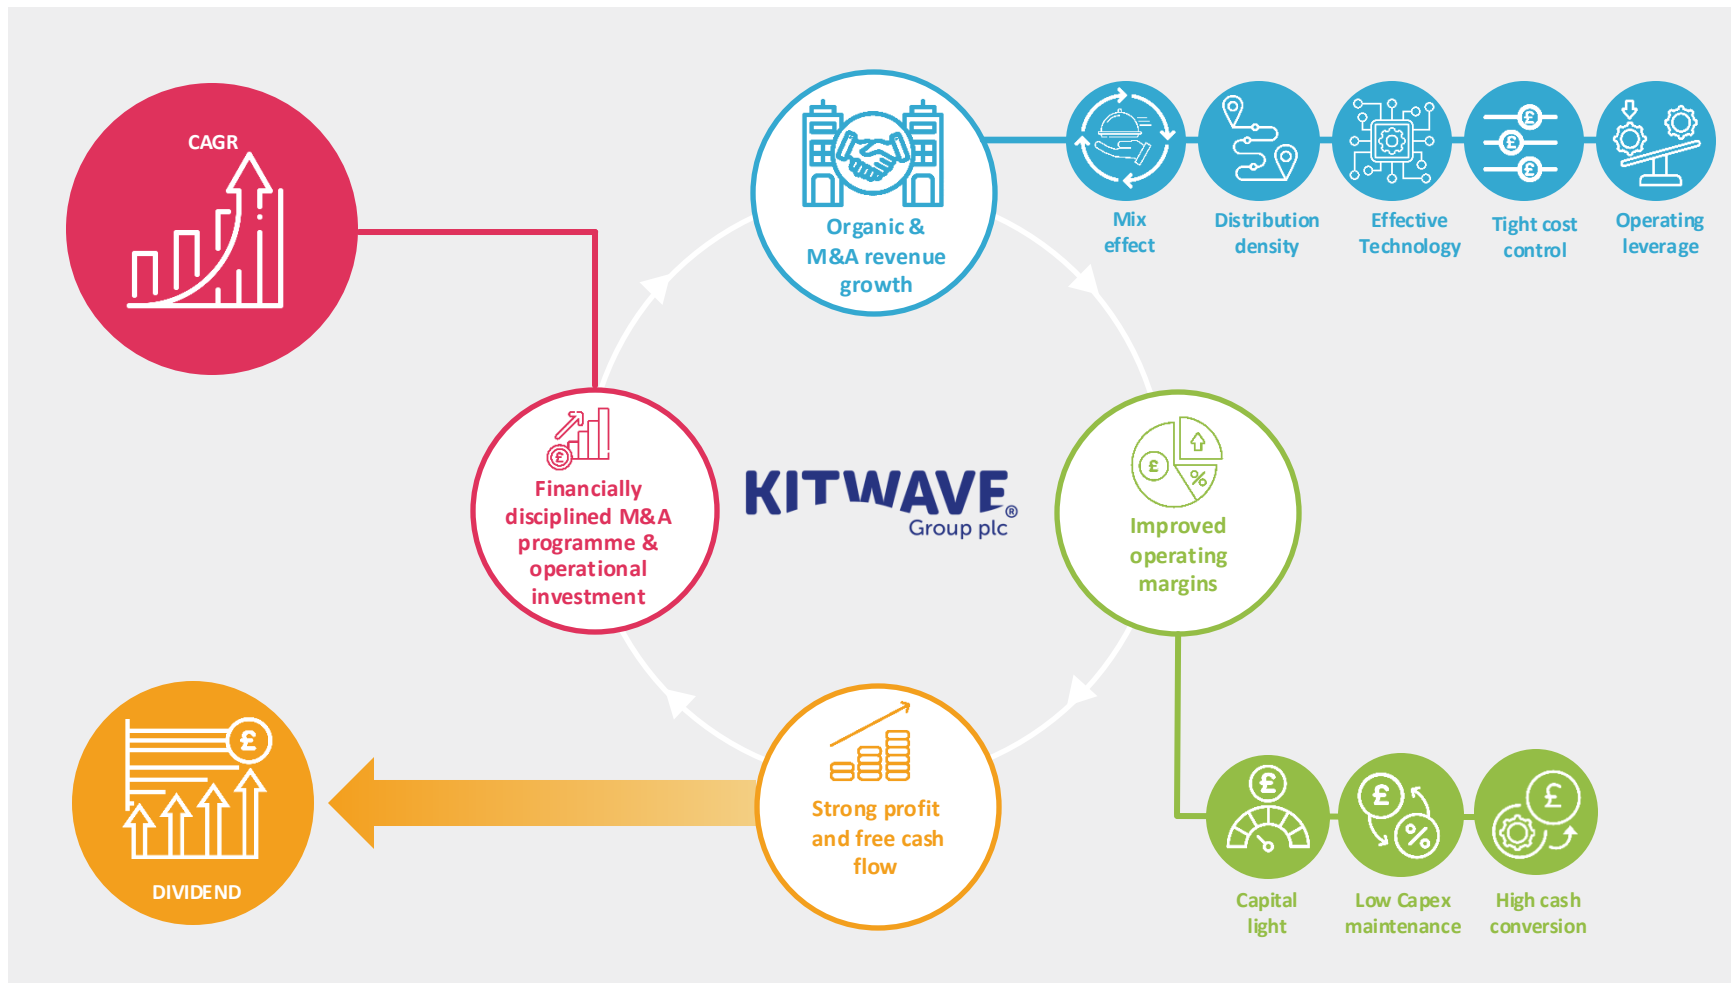 CAGR
Organic &
M&A revenue
growth
Mix
effect
Distribution
density
Effective
Technology
Tight cost
control
Operating
leverage
£
£
£
£
Financially
disciplined M&A
programme &
operational
investment
KITWAVE®
Group plc
£
%
Improved
operating
margins
£
DIVIDEND
Strong profit
and free cash
flow
£
£
%
£
Capital
light
Low Capex
maintenance
High cash
conversion